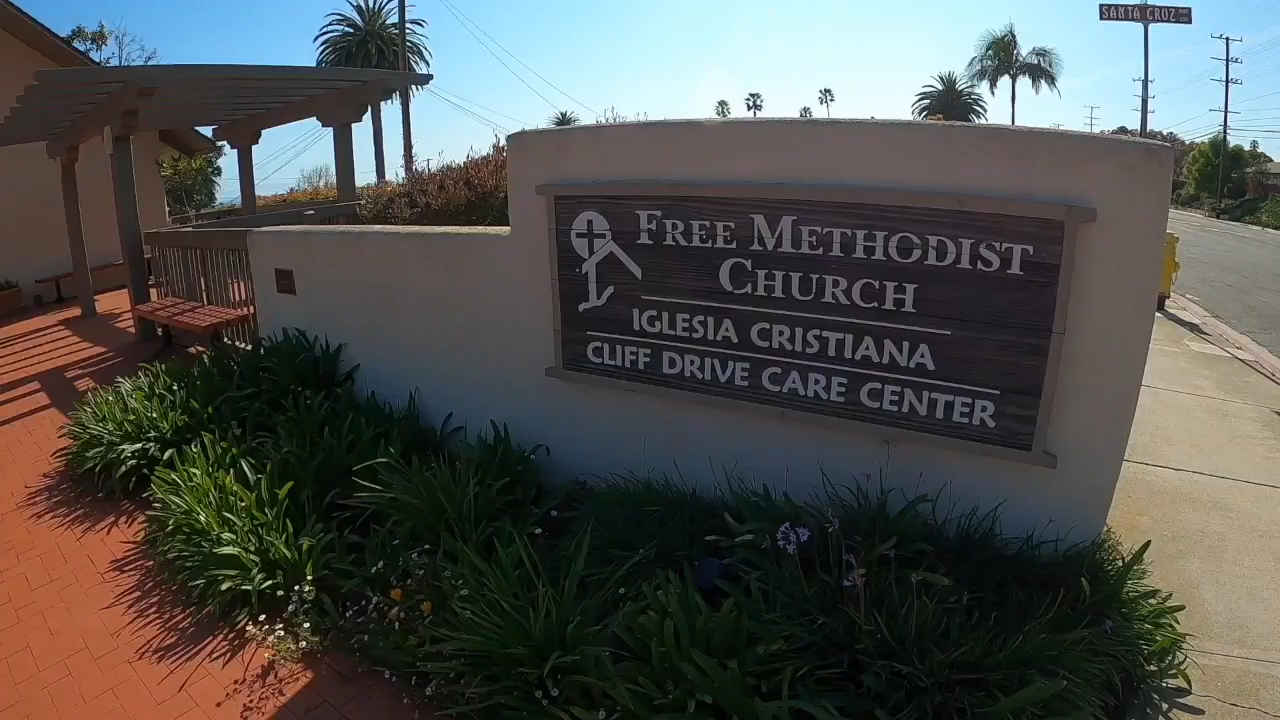 SANTA CRUZ
FREE METHODIST
CHURCH
IGLESIA CRISTIANA
CLIFF DRIVE CARE CENTER